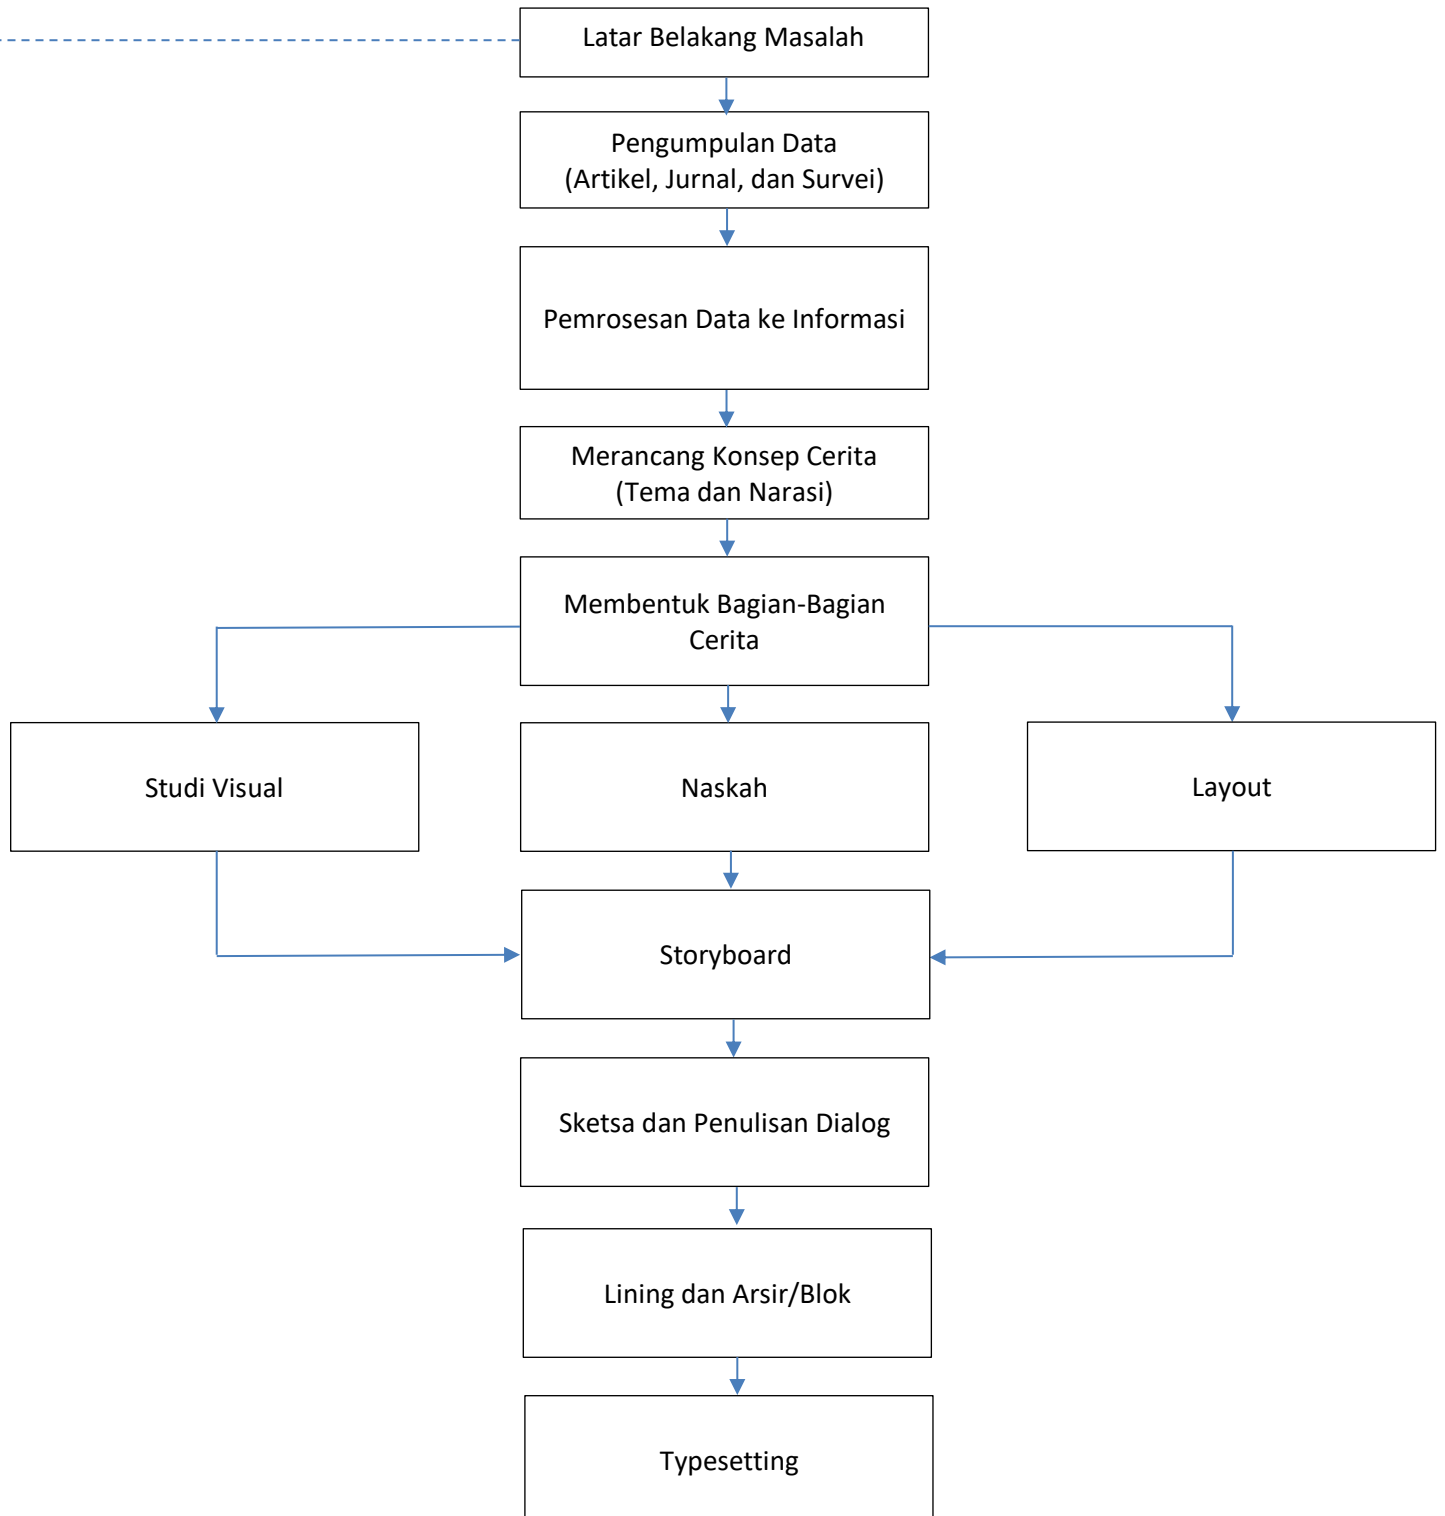 Latar Belakang Masalah
Pengumpulan Data
(Artikel, Jurnal, dan Survei)
Pemrosesan Data ke Informasi
Merancang Konsep Cerita
(Tema dan Narasi)
Membentuk Bagian-Bagian
Cerita
Studi Visual
Naskah
Layout
Storyboard
Sketsa dan Penulisan Dialog
Lining dan Arsir/Blok
Typesetting